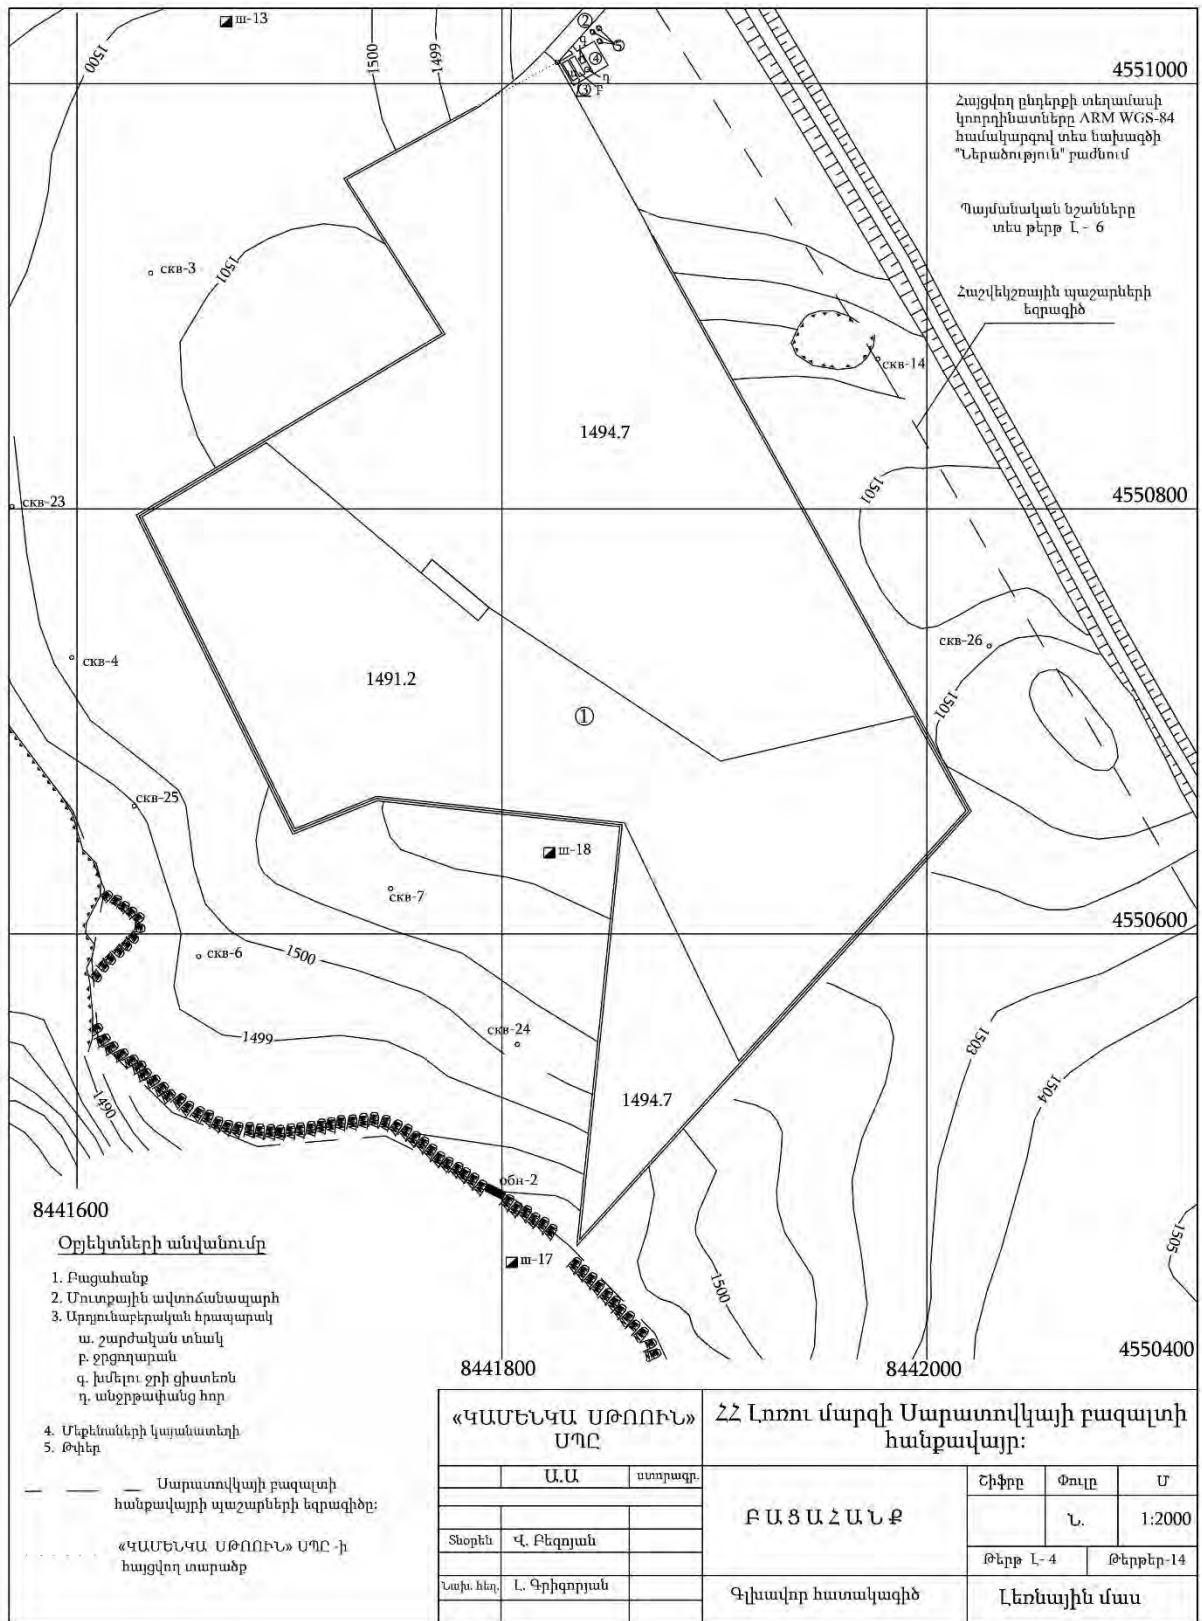 ш-13
1500
1500
1499
2
5
4
գ
դ
3
բ
4551000
Հայցվող ընդերքի տեղամասի
կոորդինատները ARM WGS-84
համակարգով տես նախագծի
"Ներածություն" բաժնում
Պայմանական նշանները
տես թերթ Լ - 6
Հաշվեկշռային պաշարների
եզրագիծ
скв-3
1501
скв-14
1494.7
скв-23
1501
4550800
скв-4
скв-26
1491.2
1
1501
скв-25
ш-18
скв-7
4550600
скв-6
1500
скв-24
1499
1503
1490
1494.7
1504
обн-2
8441600
ш-17
1500
1505
4550400
8441800
8442000
Օբյեկտների անվանումը
1. Բացահանք
2. Մուտքային ավտոճանապարհ
3. Արդյունաբերական հրապարակ
ա. շարժական տնակ
բ. ջրցողարան
գ. խմելու ջրի ցիստեռն
դ. անջրթափանց հոր
4. Մեքենաների կայանատեղի
5. Թփեր
Սարատովկայի բազալտի
հանքավայրի պաշարների եզրագիծը:
«ԿԱՄԵՆԿԱ ՍԹՈՈՒՆ» ՍՊԸ -ի
հայցվող տարածք
«ԿԱՄԵՆԿԱ ՍԹՈՈՒՆ»
ՍՊԸ
ՀՀ Լոռու մարզի Սարատովկայի բազալտի
հանքավայր:
Ա.Ա
ստորագր.
ԲԱՑԱՀԱՆՔ
Շիֆրը Փուլը Մ
Ն. 1:2000
Տնօրեն Վ. Բեզոյան
Թերթ Լ- 4 Թերթեր-14
Նախ. հեղ. Լ. Գրիգորյան
Գլխավոր հատակագիծ
Լեռնային մաս